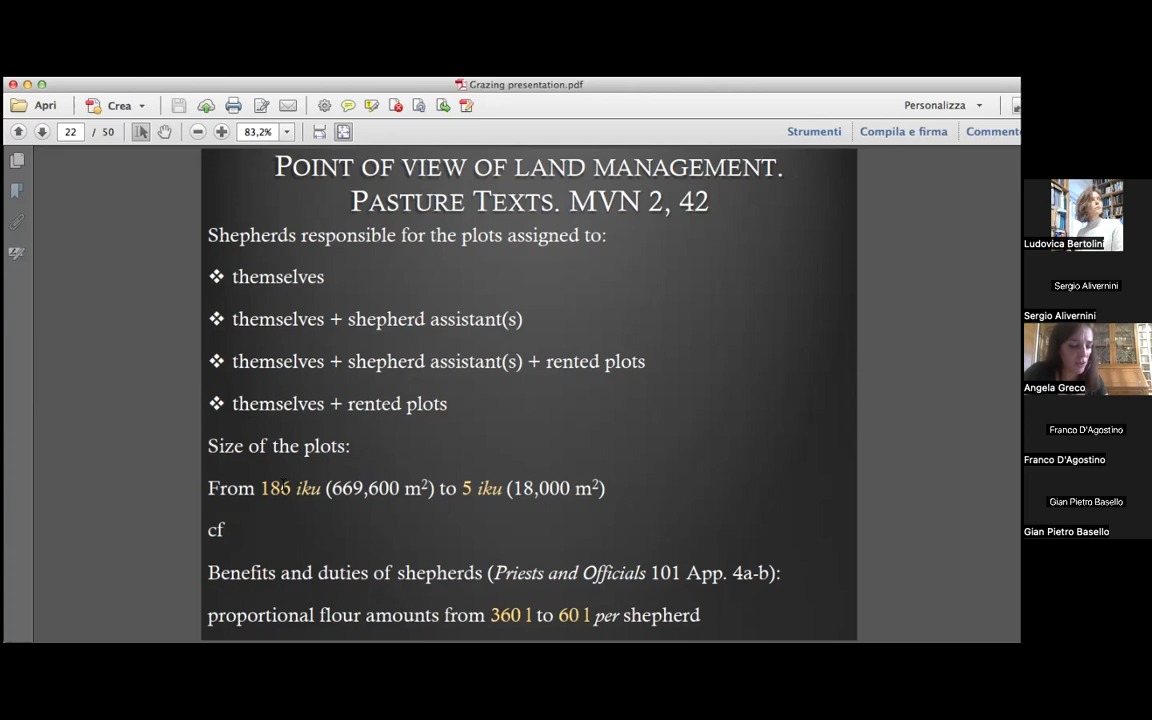 Grazing presentation.pdf
Apri
Crea
Personalizza
22 / 50
83,2%
Strumenti
Compila e firma
Comment
POINT OF VIEW OF LAND MANAGEMENT.
PASTURE TEXTS. MVN 2, 42
Shepherds responsible for the plots assigned to:
❖ themselves
❖ themselves + shepherd assistant(s)
❖ themselves + shepherd assistant(s) + rented plots
❖ themselves + rented plots
Size of the plots:
From 186 iku (669,600 m²) to 5 iku (18,000 m²)
cf
Benefits and duties of shepherds (Priests and Officials 101 App. 4a-b):
proportional flour amounts from 360 l to 60 l per shepherd
Ludovica Bertolini
Sergio Alivernini
Sergio Alivernini
Angela Greco
Franco D'Agostino
Franco D'Agostino
Gian Pietro Basello
Gian Pietro Basello